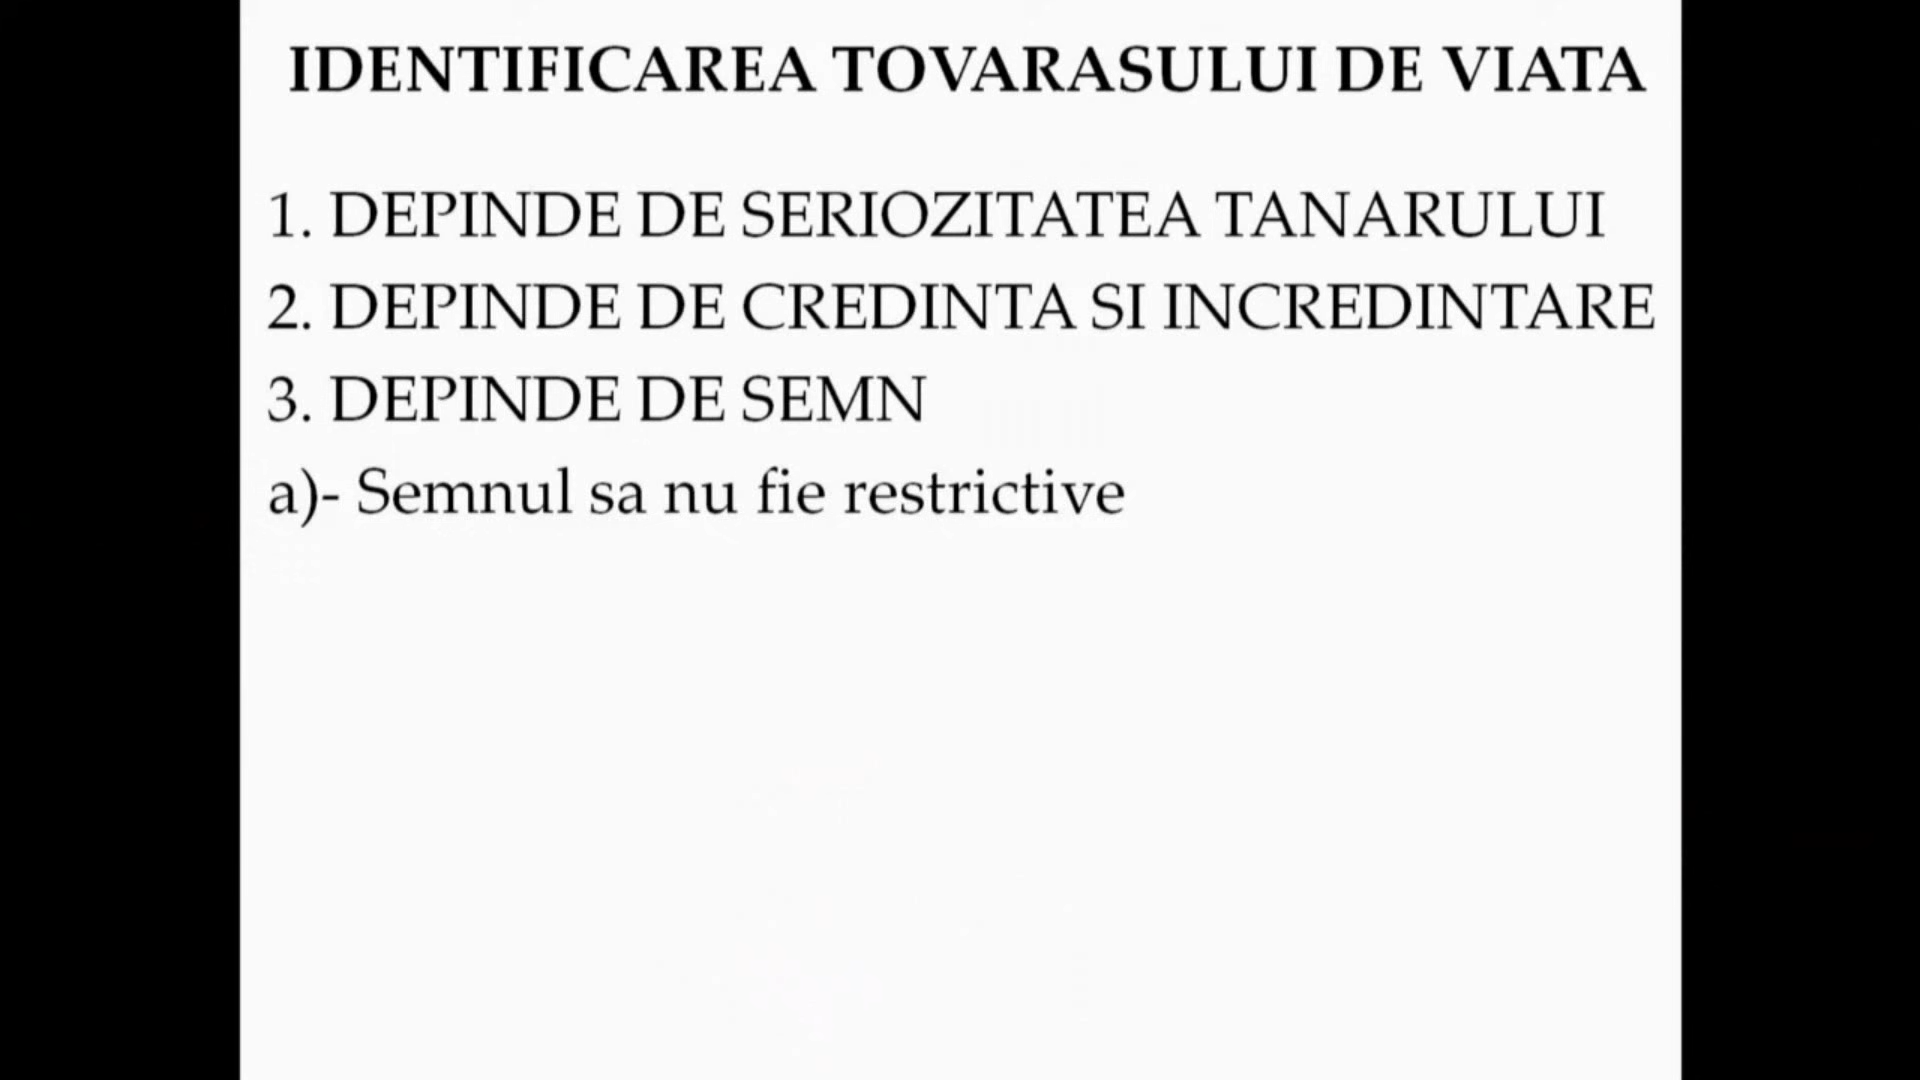 IDENTIFICAREA TOVARASULUI DE VIATA
1. DEPINDE DE SERIOZITATEA TANARULUI
2. DEPINDE DE CREDINTA SI INCREDINTARE
3. DEPINDE DE SEMN
a)- Semnul sa nu fie restrictive